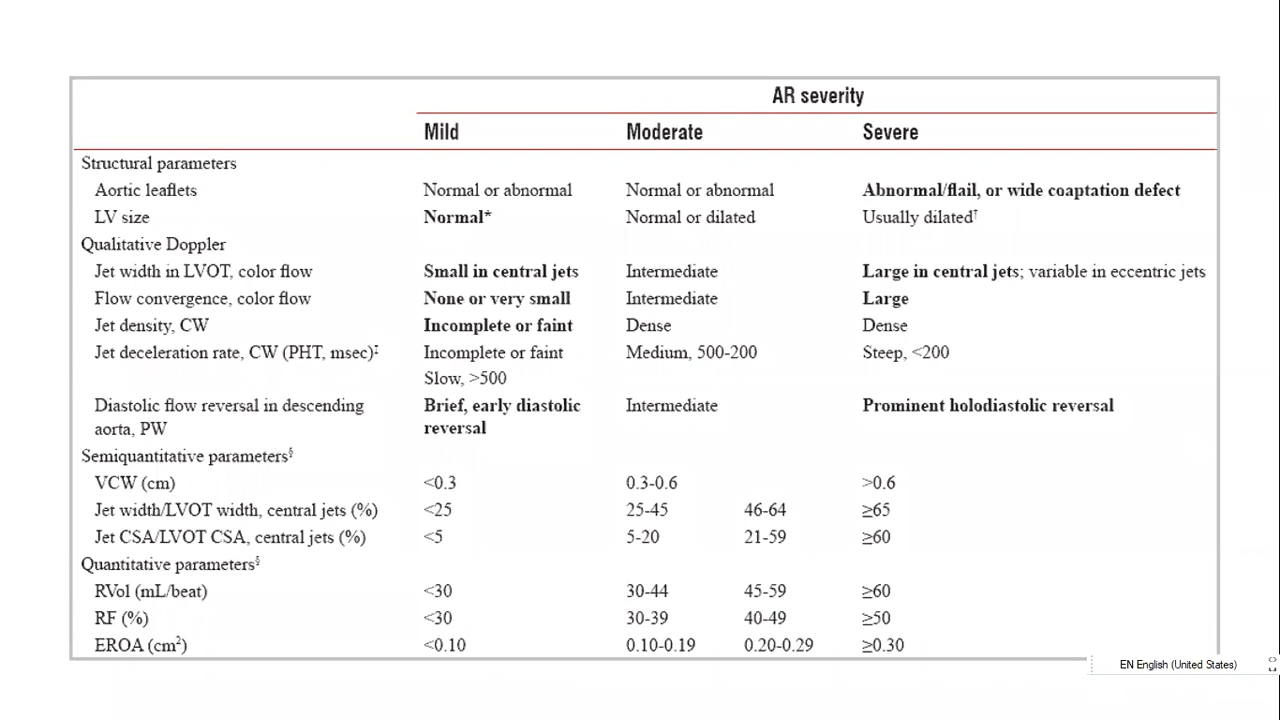 AR severity
Mild Moderate Severe
Structural parameters
Aortic leaflets Normal or abnormal Normal or abnormal Abnormal/flail, or wide coaptation defect
LV size Normal* Normal or dilated Usually dilated†
Qualitative Doppler
Jet width in LVOT, color flow Small in central jets Intermediate Large in central jets; variable in eccentric jets
Flow convergence, color flow None or very small Intermediate Large
Jet density, CW Incomplete or faint Dense Dense
Jet deceleration rate, CW (PHT, msec)‡ Incomplete or faint Medium, 500-200 Steep, <200
Slow, >500
Diastolic flow reversal in descending Brief, early diastolic Intermediate Prominent holodiastolic reversal
aorta, PW reversal
Semiquantitative parameters§
VCW (cm) <0.3 0.3-0.6 >0.6
Jet width/LVOT width, central jets (%) <25 25-45 46-64 ≥65
Jet CSA/LVOT CSA, central jets (%) <5 5-20 21-59 ≥60
Quantitative parameters§
RVol (mL/beat) <30 30-44 45-59 ≥60
RF (%) <30 30-39 40-49 ≥50
EROA (cm²) <0.10 0.10-0.19 0.20-0.29 ≥0.30
EN English (United States)